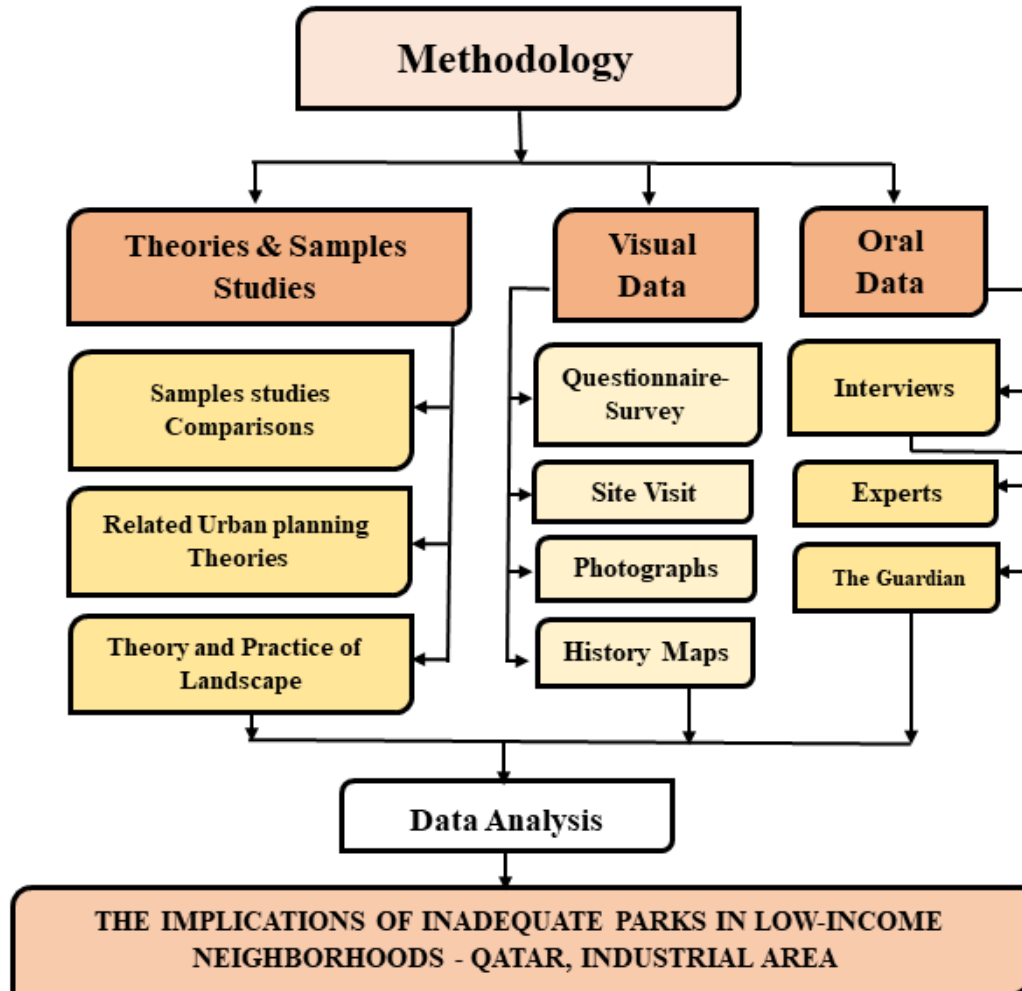 Methodology
Theories & Samples
Studies
Samples studies
Comparisons
Related Urban planning
Theories
Theory and Practice of
Landscape
Visual
Data
Questionnaire-
Survey
Site Visit
Photographs
History Maps
Oral
Data
Interviews
Experts
The Guardian
Data Analysis
THE IMPLICATIONS OF INADEQUATE PARKS IN LOW-INCOME
NEIGHBORHOODS - QATAR, INDUSTRIAL AREA